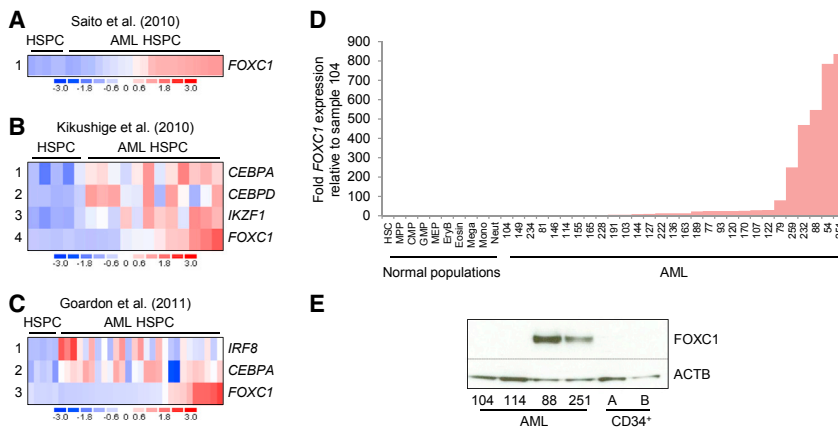 A
Saito et al. (2010)
HSPC AML HSPC
1 FOXC1
-3.0 -1.8 -0.6 0 0.6 1.8 3.0
B
Kikushige et al. (2010)
HSPC AML HSPC
1 CEBPA
2 CEBPD
3 IKZF1
4 FOXC1
-3.0 -1.8 -0.6 0 0.6 1.8 3.0
C
Goardon et al. (2011)
HSPC AML HSPC
1 IRF8
2 CEBPA
3 FOXC1
-3.0 -1.8 -0.6 0 0.6 1.8 3.0
D
Fold FOXC1 expression
relative to sample 104
900
800
700
600
500
400
300
200
100
0
HSC MPP CMP GMP MEP EryB Eosin Mega Mono Neut 104 149 234 81 146 114 155 165 228 191 103 144 127 222 136 163 189 77 93 120 170 107 122 79 259 232 88 54
Normal populations AML
E
FOXC1
ACTB
104 114 88 251 A B
AML CD34⁺